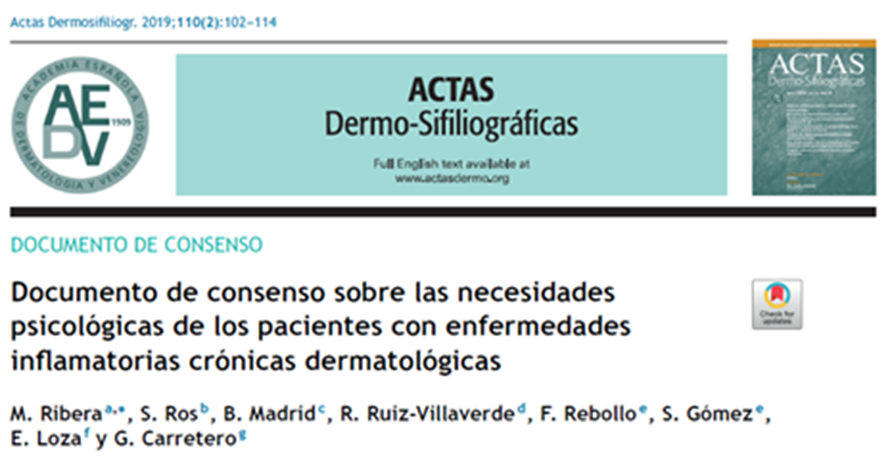 Actas Dermosifiliogr. 2019;110(2):102-114
ACADEMIA ESPAÑOLA
DE DERMATOLOGÍA Y VENEREOLOGÍA
AEDV
1909
ACTAS
Dermo-Sifiliográficas
Full English text available at
www.actasdermo.org
ACTAS
Dermo-Sifiliográficas
DOCUMENTO DE CONSENSO
Documento de consenso sobre las necesidades
psicológicas de los pacientes con enfermedades
inflamatorias crónicas dermatológicas
Check for
updates
M. Ribera a,*, S. Ros b, B. Madrid c, R. Ruiz-Villaverde d, F. Rebollo e, S. Gómez e,
E. Loza f y G. Carretero g